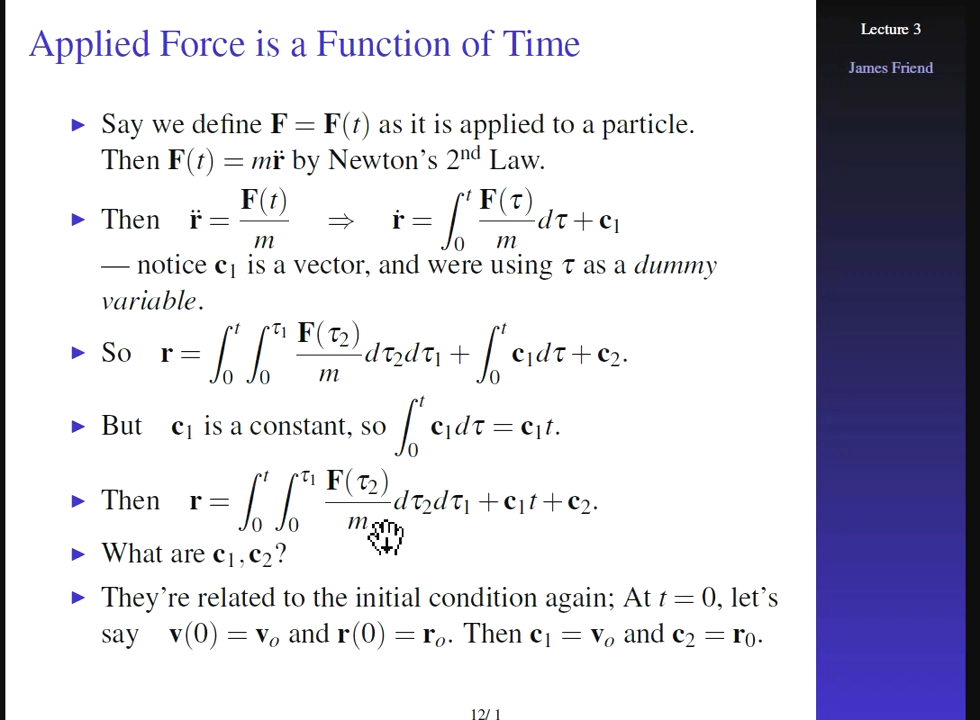 Applied Force is a Function of Time
Lecture 3
James Friend
▶ Say we define F = F(t) as it is applied to a particle.
Then F(t) = mr̈ by Newton's 2nd Law.
▶ Then r̈ = F(t)/m ⇒ ṙ = ∫₀ᵗ F(τ)/m dτ + c₁
— notice c₁ is a vector, and were using τ as a dummy
variable.
▶ So r = ∫₀ᵗ ∫₀^τ₁ F(τ₂)/m dτ₂dτ₁ + ∫₀ᵗ c₁dτ + c₂.
▶ But c₁ is a constant, so ∫₀ᵗ c₁dτ = c₁t.
▶ Then r = ∫₀ᵗ ∫₀^τ₁ F(τ₂)/m dτ₂dτ₁ + c₁t + c₂.
▶ What are c₁,c₂?
▶ They're related to the initial condition again; At t = 0, let's
say v(0) = vₒ and r(0) = rₒ. Then c₁ = vₒ and c₂ = r₀.
12/ 1